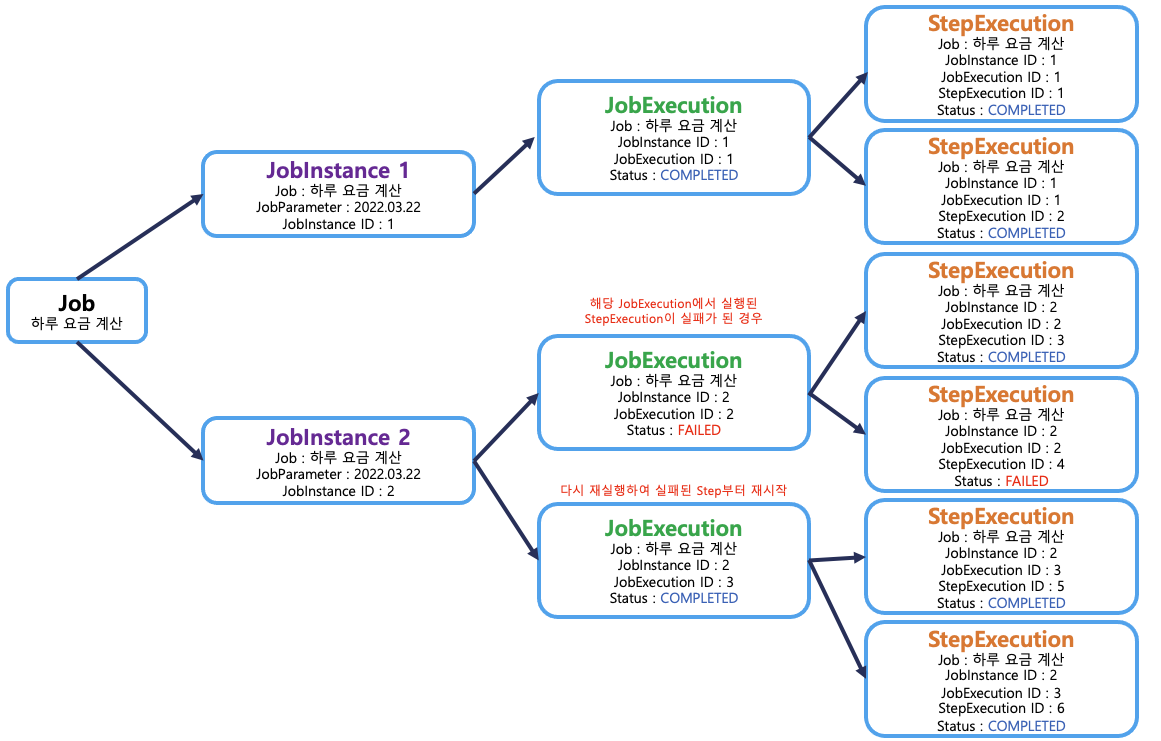 Job
하루 요금 계산
JobInstance 1
Job : 하루 요금 계산
JobParameter : 2022.03.22
JobInstance ID : 1
JobInstance 2
Job : 하루 요금 계산
JobParameter : 2022.03.22
JobInstance ID : 2
JobExecution
Job : 하루 요금 계산
JobInstance ID : 1
JobExecution ID : 1
Status : COMPLETED
해당 JobExecution에서 실행된
StepExecution이 실패가 된 경우
JobExecution
Job : 하루 요금 계산
JobInstance ID : 2
JobExecution ID : 2
Status : FAILED
다시 재실행하여 실패된 Step부터 재시작
JobExecution
Job : 하루 요금 계산
JobInstance ID : 2
JobExecution ID : 3
Status : COMPLETED
StepExecution
Job : 하루 요금 계산
JobInstance ID : 1
JobExecution ID : 1
StepExecution ID : 1
Status : COMPLETED
StepExecution
Job : 하루 요금 계산
JobInstance ID : 1
JobExecution ID : 1
StepExecution ID : 2
Status : COMPLETED
StepExecution
Job : 하루 요금 계산
JobInstance ID : 2
JobExecution ID : 2
StepExecution ID : 3
Status : COMPLETED
StepExecution
Job : 하루 요금 계산
JobInstance ID : 2
JobExecution ID : 2
StepExecution ID : 4
Status : FAILED
StepExecution
Job : 하루 요금 계산
JobInstance ID : 2
JobExecution ID : 3
StepExecution ID : 5
Status : COMPLETED
StepExecution
Job : 하루 요금 계산
JobInstance ID : 2
JobExecution ID : 3
StepExecution ID : 6
Status : COMPLETED